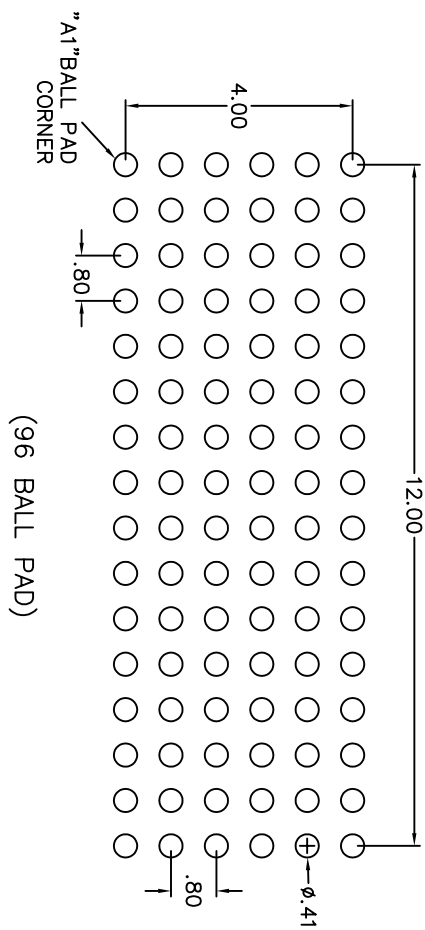 "A1"BALL PAD
CORNER
4.00
12.00
.80
.80
ø.41
(96 BALL PAD)